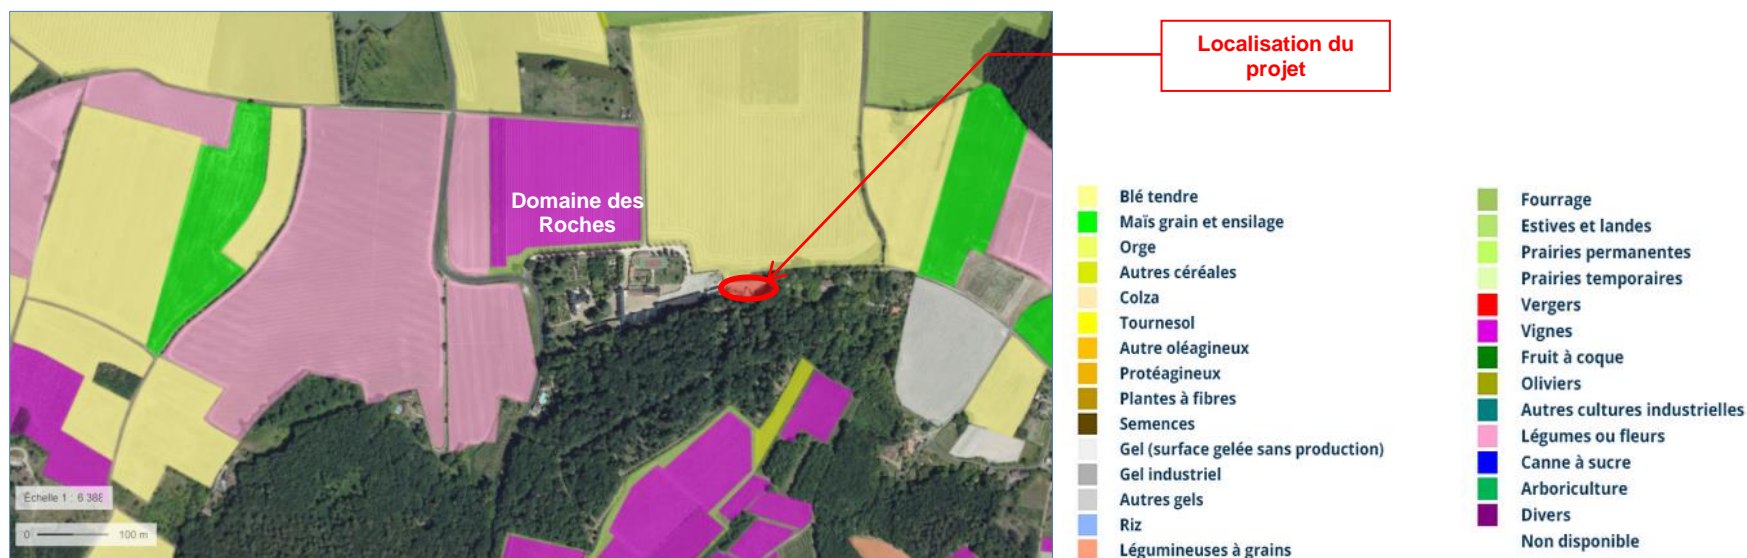 Localisation du
projet
Domaine des
Roches
Échelle 1 : 6 388
0 100 m
Blé tendre
Maïs grain et ensilage
Orge
Autres céréales
Colza
Tournesol
Autre oléagineux
Protéagineux
Plantes à fibres
Semences
Gel (surface gelée sans production)
Gel industriel
Autres gels
Riz
Légumineuses à grains
Fourrage
Estives et landes
Prairies permanentes
Prairies temporaires
Vergers
Vignes
Fruit à coque
Oliviers
Autres cultures industrielles
Légumes ou fleurs
Canne à sucre
Arboriculture
Divers
Non disponible